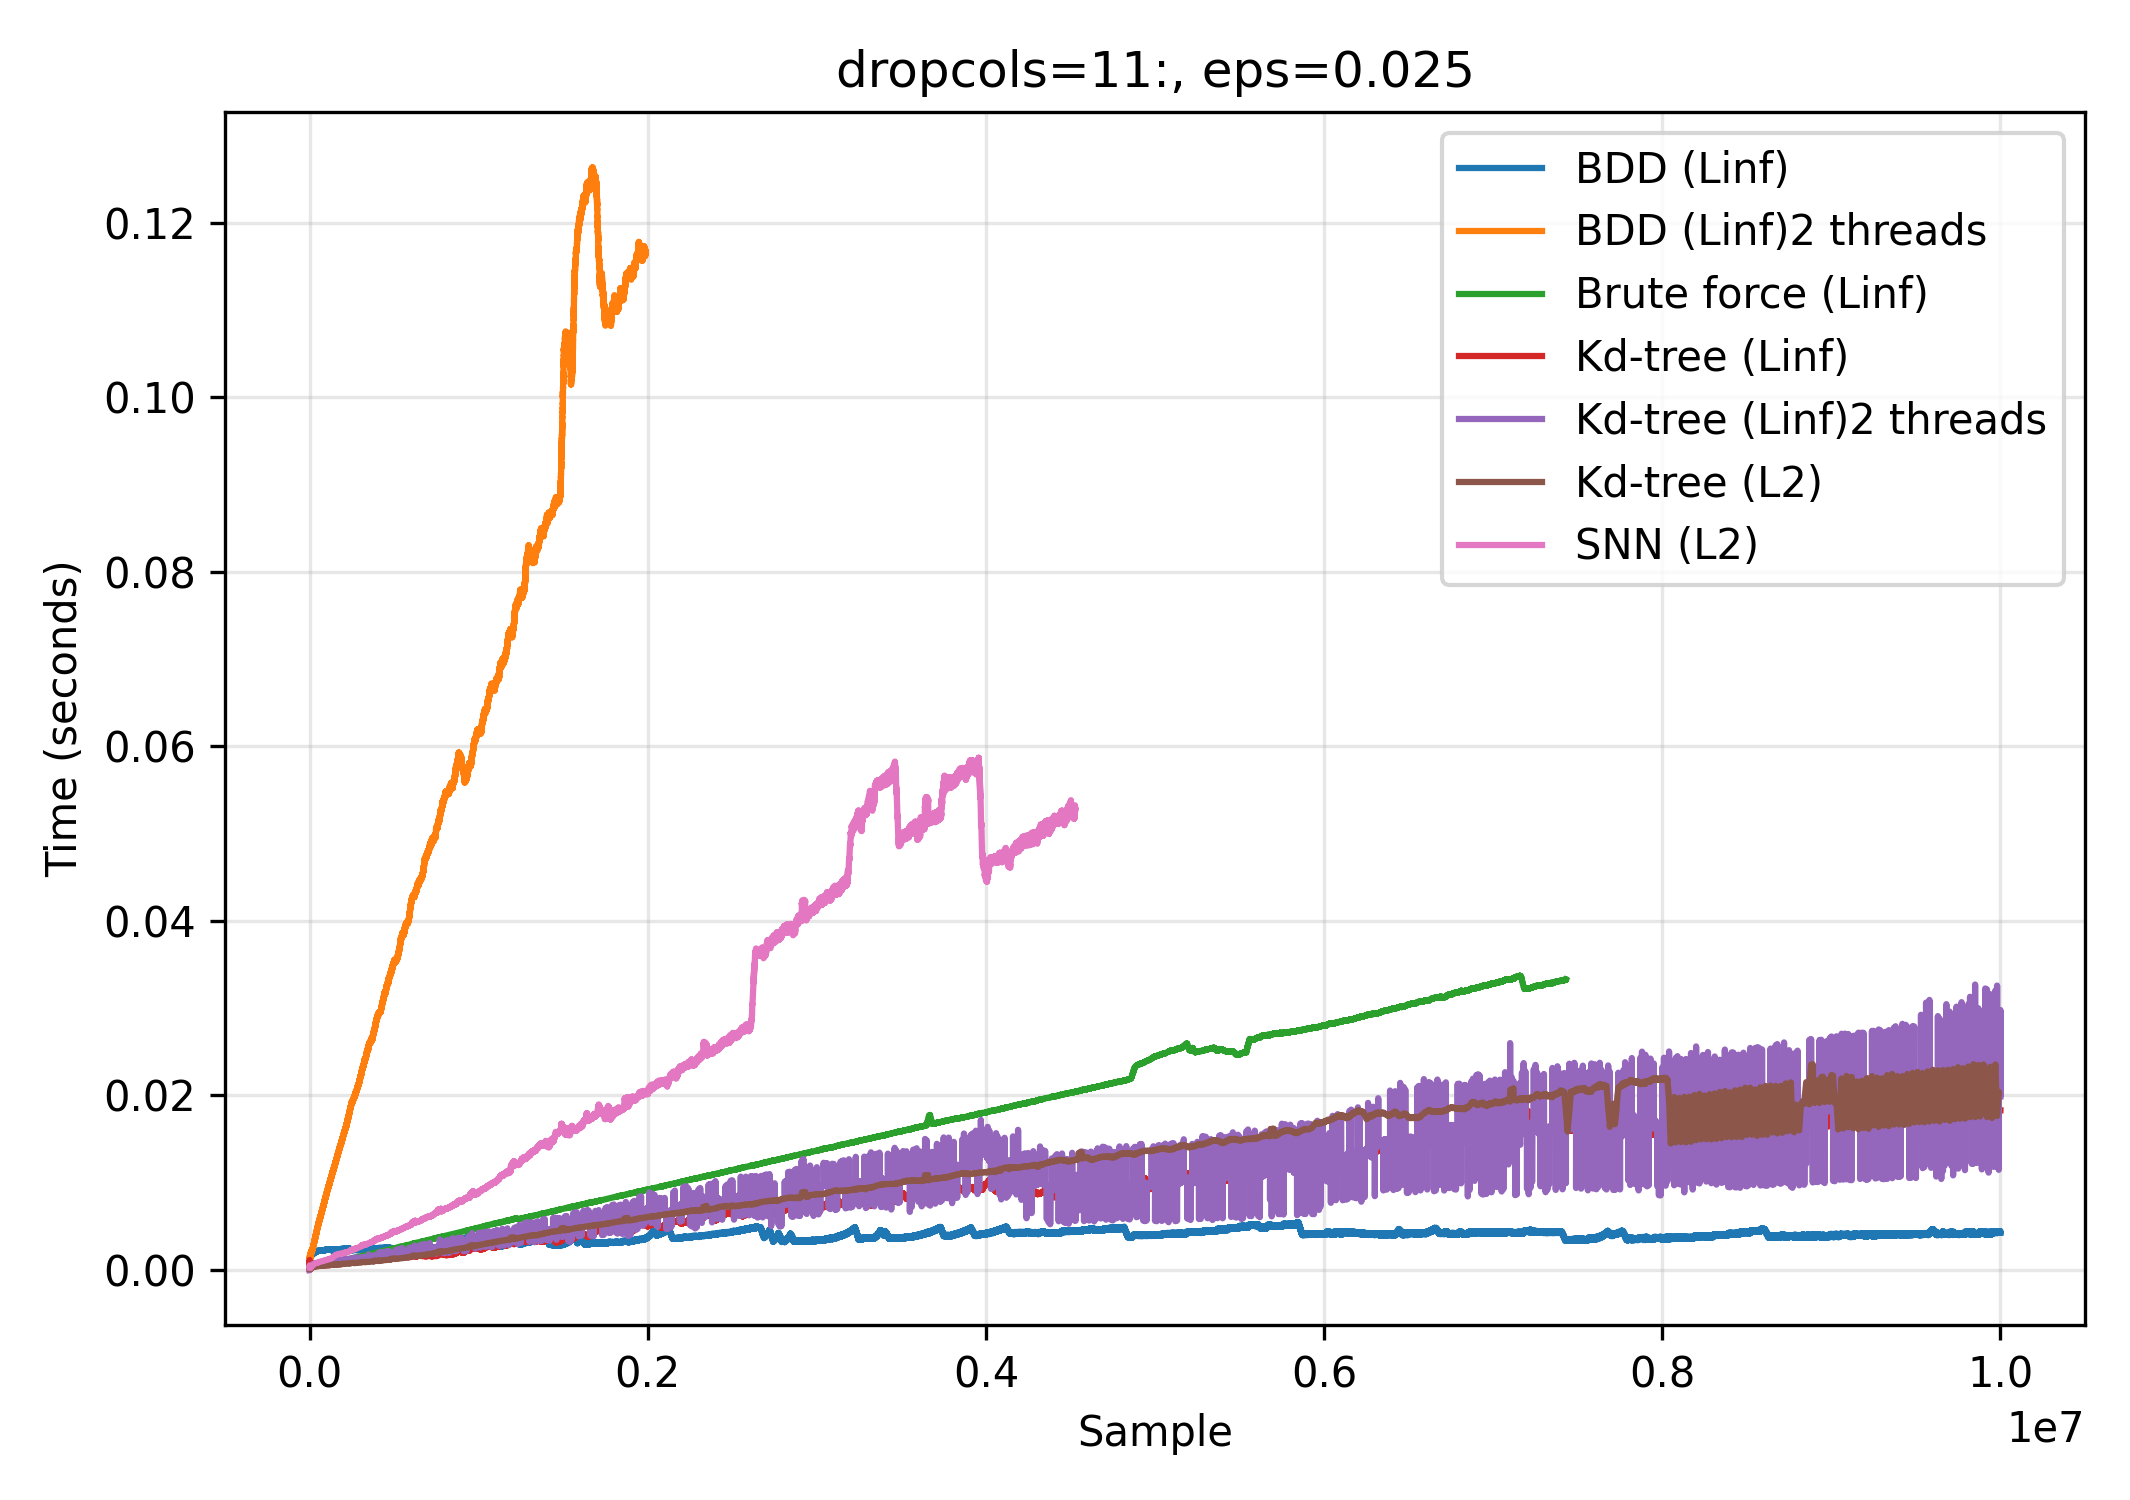 dropcols=11:, eps=0.025
BDD (Linf)
BDD (Linf)2 threads
Brute force (Linf)
Kd-tree (Linf)
Kd-tree (Linf)2 threads
Kd-tree (L2)
SNN (L2)
Time (seconds)
0.12
0.10
0.08
0.06
0.04
0.02
0.00
0.0 0.2 0.4 0.6 0.8 1.0
Sample
1e7